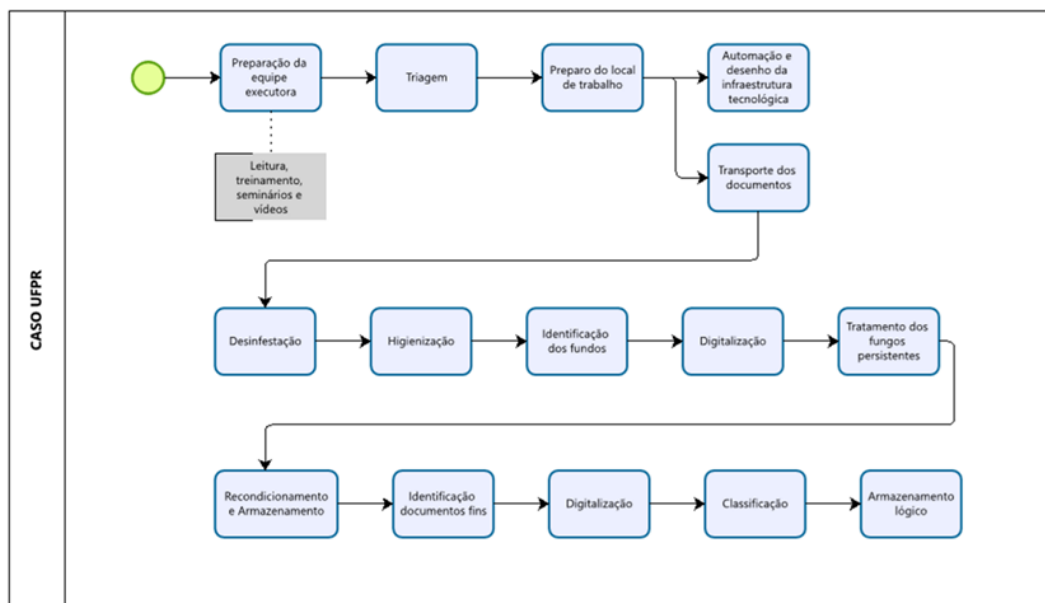 CASO UFPR
Preparação da
equipe
executora
Triagem
Preparo do local
de trabalho
Automação e
desenho da
infraestrutura
tecnológica
Leitura,
treinamento,
seminários e
vídeos
Transporte dos
documentos
Desinfestação
Higienização
Identificação
dos fundos
Digitalização
Tratamento dos
fungos
persistentes
Recondicionamento
e Armazenamento
Identificação
documentos fins
Digitalização
Classificação
Armazenamento
lógico